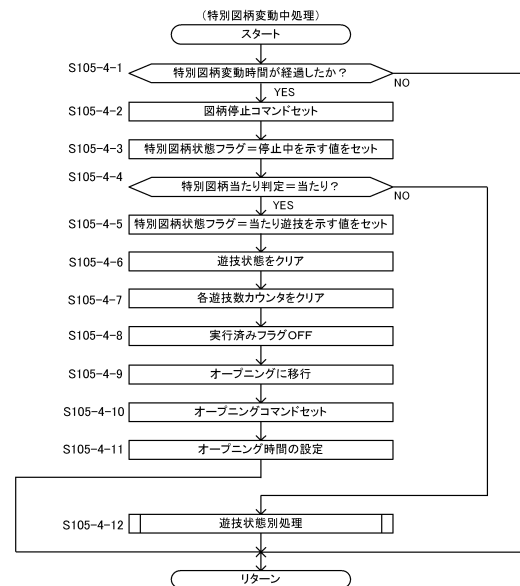 (特別図柄変動中処理)
スタート
S105-4-1 特別図柄変動時間が経過したか？
NO
YES
S105-4-2 図柄停止コマンドセット
S105-4-3 特別図柄状態フラグ＝停止中を示す値をセット
S105-4-4 特別図柄当たり判定＝当たり？
NO
YES
S105-4-5 特別図柄状態フラグ＝当たり遊技を示す値をセット
S105-4-6 遊技状態をクリア
S105-4-7 各遊技数カウンタをクリア
S105-4-8 実行済みフラグOFF
S105-4-9 オープニングに移行
S105-4-10 オープニングコマンドセット
S105-4-11 オープニング時間の設定
S105-4-12 遊技状態別処理
リターン